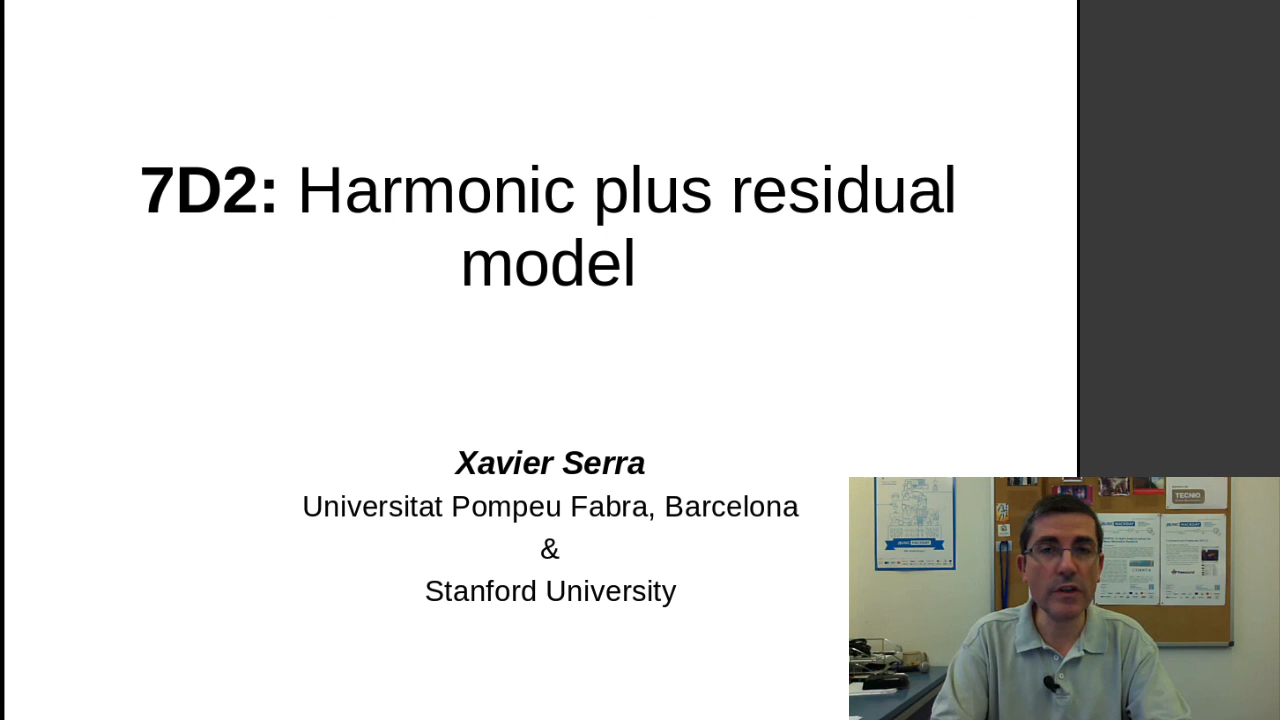 7D2: Harmonic plus residual
model
Xavier Serra
Universitat Pompeu Fabra, Barcelona
&
Stanford University
TECNIO